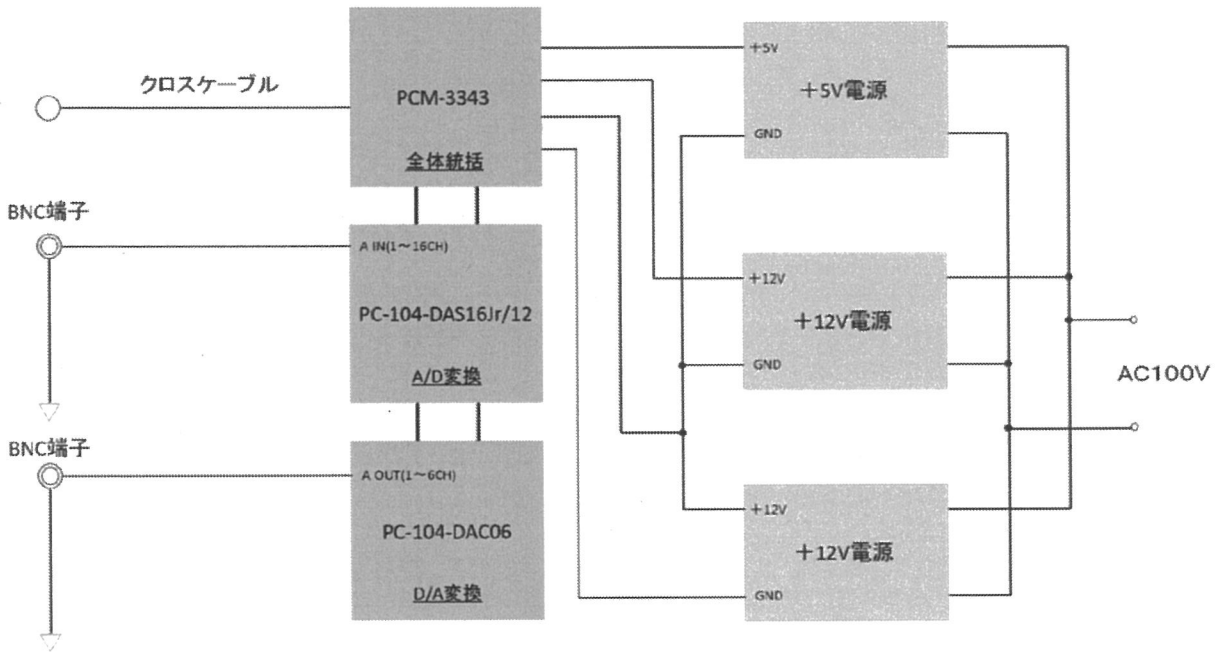 クロスケーブル
PCM-3343
全体統括
BNC端子
A IN(1～16CH)
PC-104-DAS16Jr/12
A/D変換
BNC端子
A OUT(1～6CH)
PC-104-DAC06
D/A変換
+5V
+5V電源
GND
+12V
+12V電源
GND
+12V
+12V電源
GND
AC100V